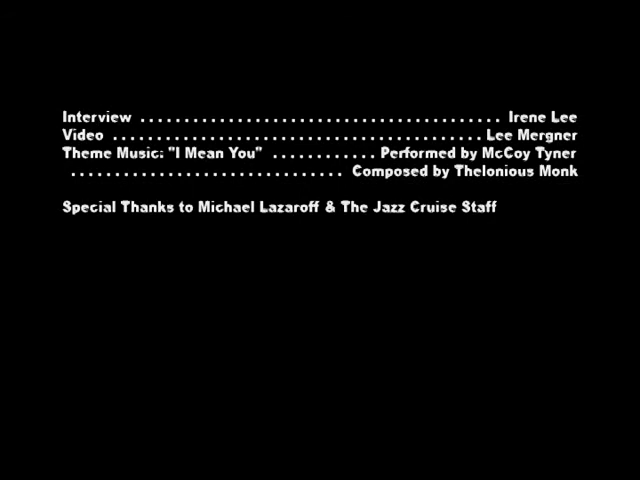 Interview ......................................... Irene Lee
Video .......................................... Lee Mergner
Theme Music: "I Mean You" ............ Performed by McCoy Tyner
............................... Composed by Thelonious Monk
Special Thanks to Michael Lazaroff & The Jazz Cruise Staff